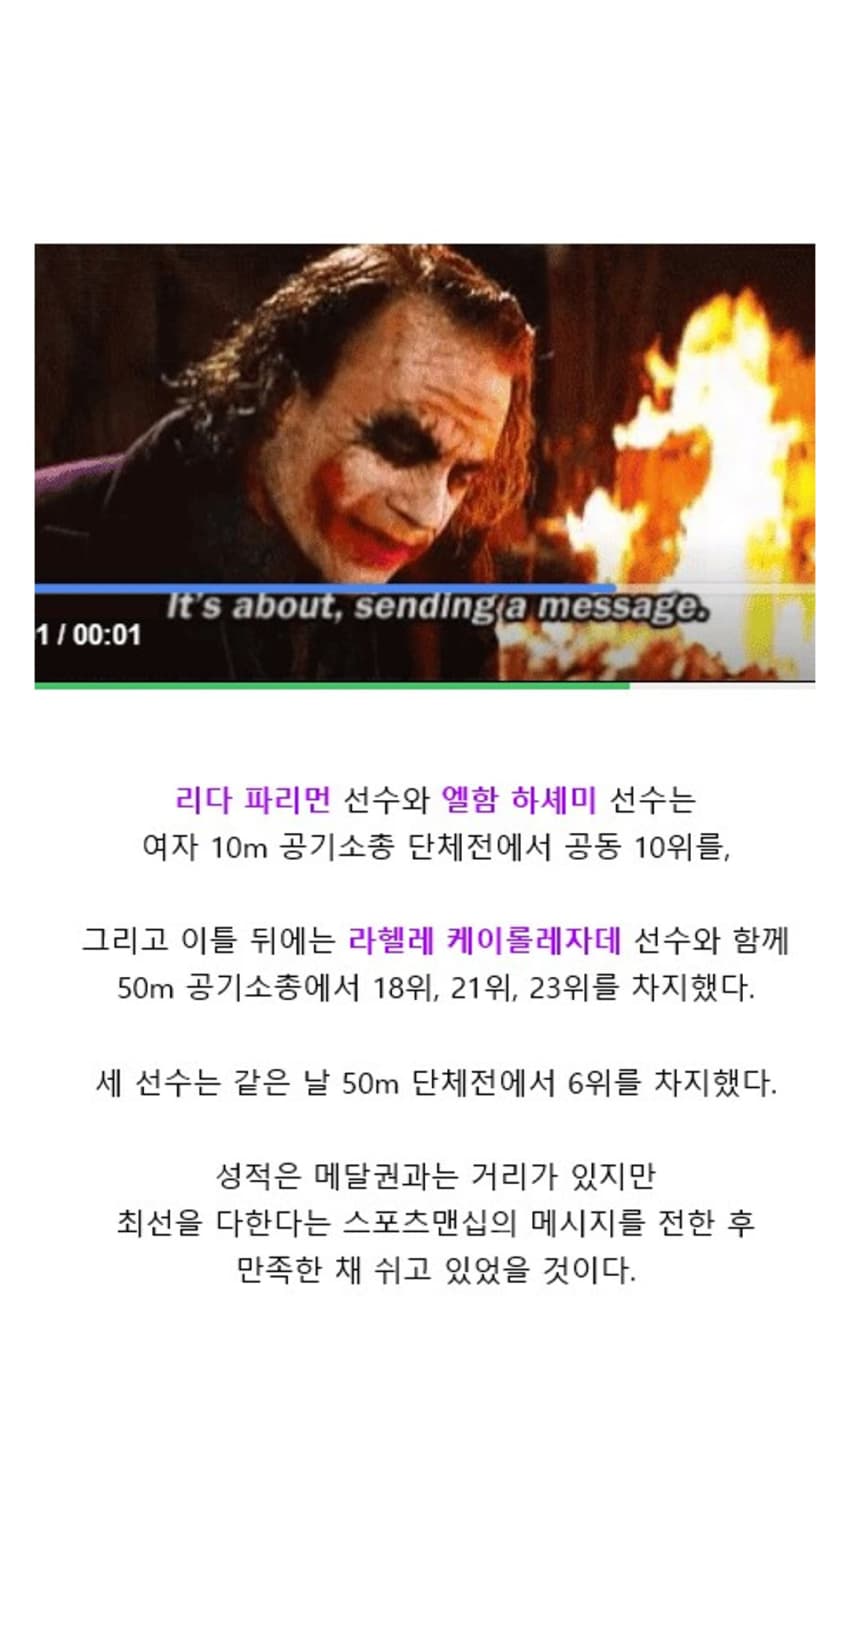 It's about, sending a message.
1 / 00:01
리다 파리먼 선수와 엘함 하셰미 선수는
여자 10m 공기소총 단체전에서 공동 10위를,
그리고 이틀 뒤에는 라헬레 케이롤레자데 선수와 함께
50m 공기소총에서 18위, 21위, 23위를 차지했다.
세 선수는 같은 날 50m 단체전에서 6위를 차지했다.
성적은 메달권과는 거리가 있지만
최선을 다한다는 스포츠맨십의 메시지를 전한 후
만족한 채 쉬고 있었을 것이다.